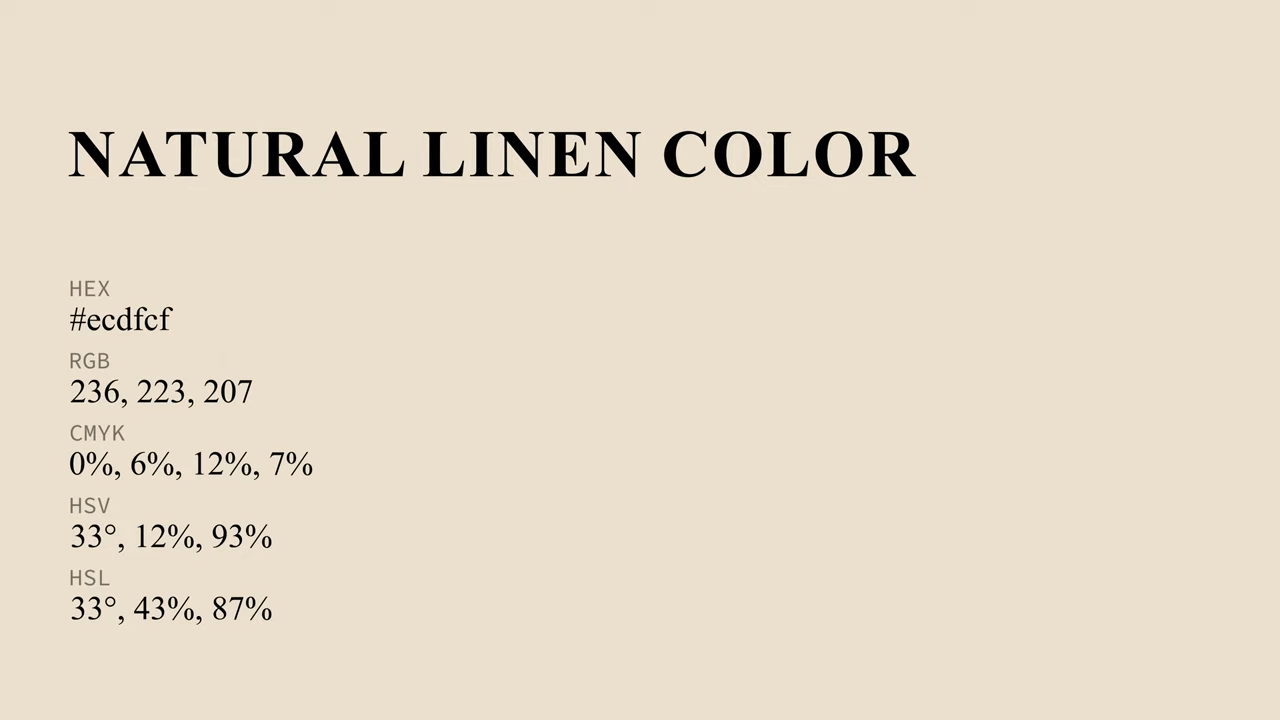 NATURAL LINEN COLOR
HEX
#ecdfcf
RGB
236, 223, 207
CMYK
0%, 6%, 12%, 7%
HSV
33°, 12%, 93%
HSL
33°, 43%, 87%